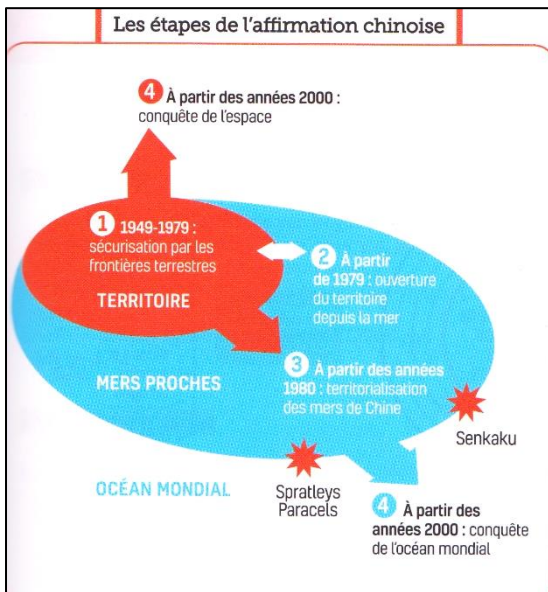 Les étapes de l'affirmation chinoise
4 À partir des années 2000 :
conquête de l'espace
1 1949-1979 :
sécurisation par les
frontières terrestres
TERRITOIRE
2 À partir
de 1979 : ouverture
du territoire
depuis la mer
3 À partir des années
1980 : territorialisation
des mers de Chine
MERS PROCHES
Senkaku
OCÉAN MONDIAL
Spratleys
Paracels
4 À partir des
années 2000 : conquête
de l'océan mondial